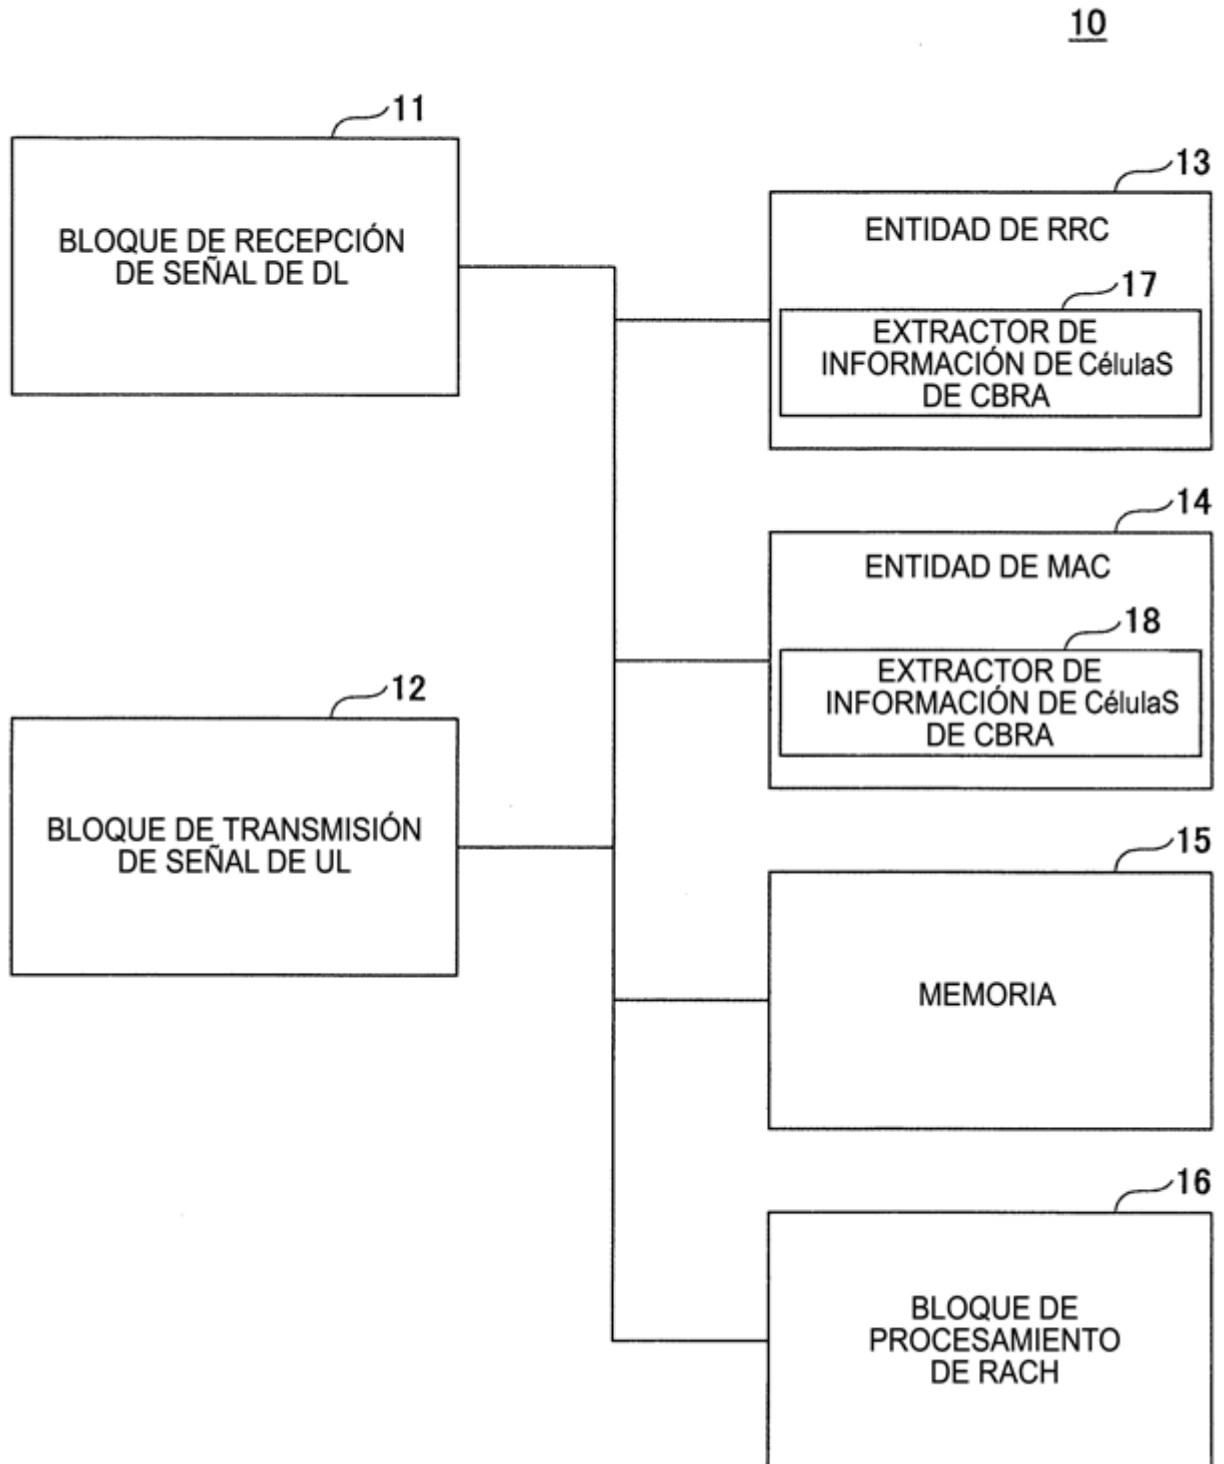 10
11
BLOQUE DE RECEPCIÓN
DE SEÑAL DE DL
13
ENTIDAD DE RRC
17
EXTRACTOR DE
INFORMACIÓN DE CélulaS
DE CBRA
14
ENTIDAD DE MAC
18
EXTRACTOR DE
INFORMACIÓN DE CélulaS
DE CBRA
12
BLOQUE DE TRANSMISIÓN
DE SEÑAL DE UL
15
MEMORIA
16
BLOQUE DE
PROCESAMIENTO
DE RACH